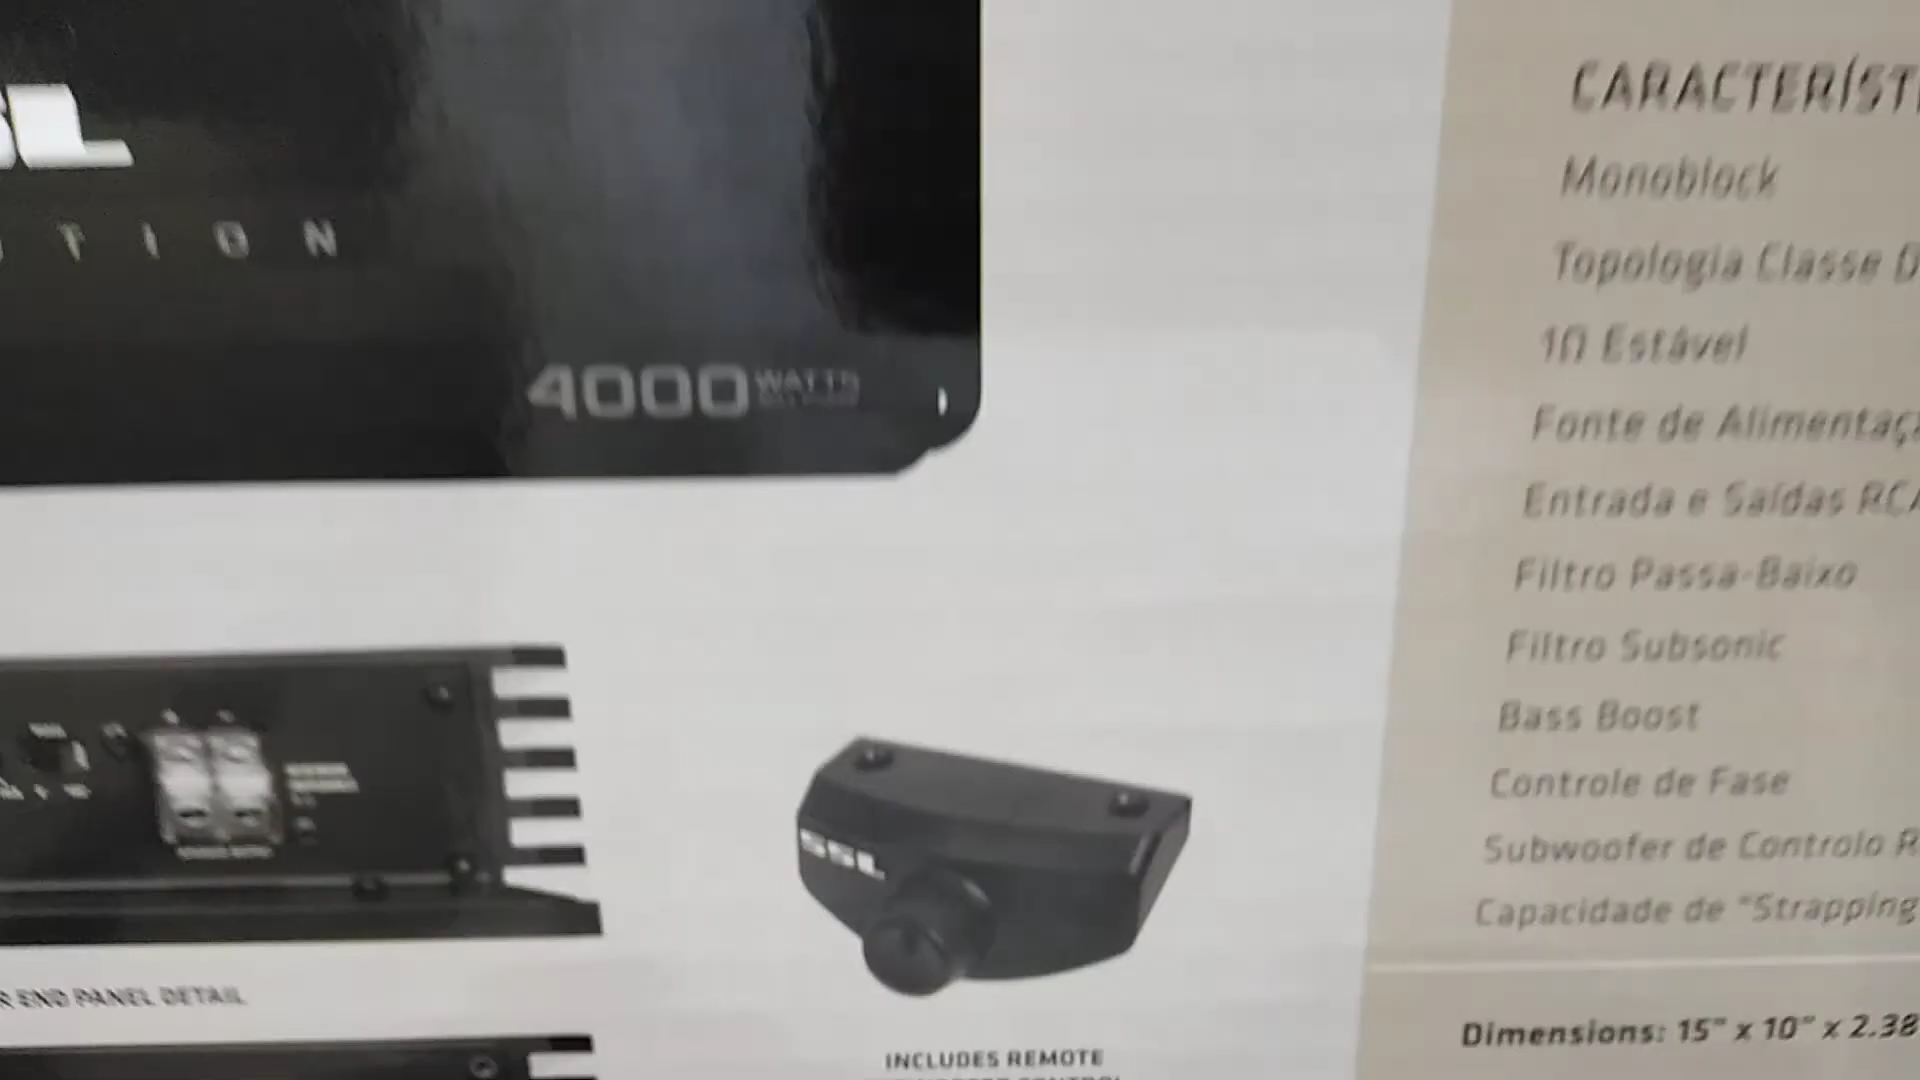 SL
T I O N
4000 WATTS
R END PANEL DETAIL
SSL
INCLUDES REMOTE
CARACTERÍST
Monoblock
Topologia Classe D
1Ω Estável
Fonte de Alimentaç
Entrada e Saídas RCA
Filtro Passa-Baixo
Filtro Subsonic
Bass Boost
Controle de Fase
Subwoofer de Controlo R
Capacidade de "Strapping"
Dimensions: 15" x 10" x 2.38